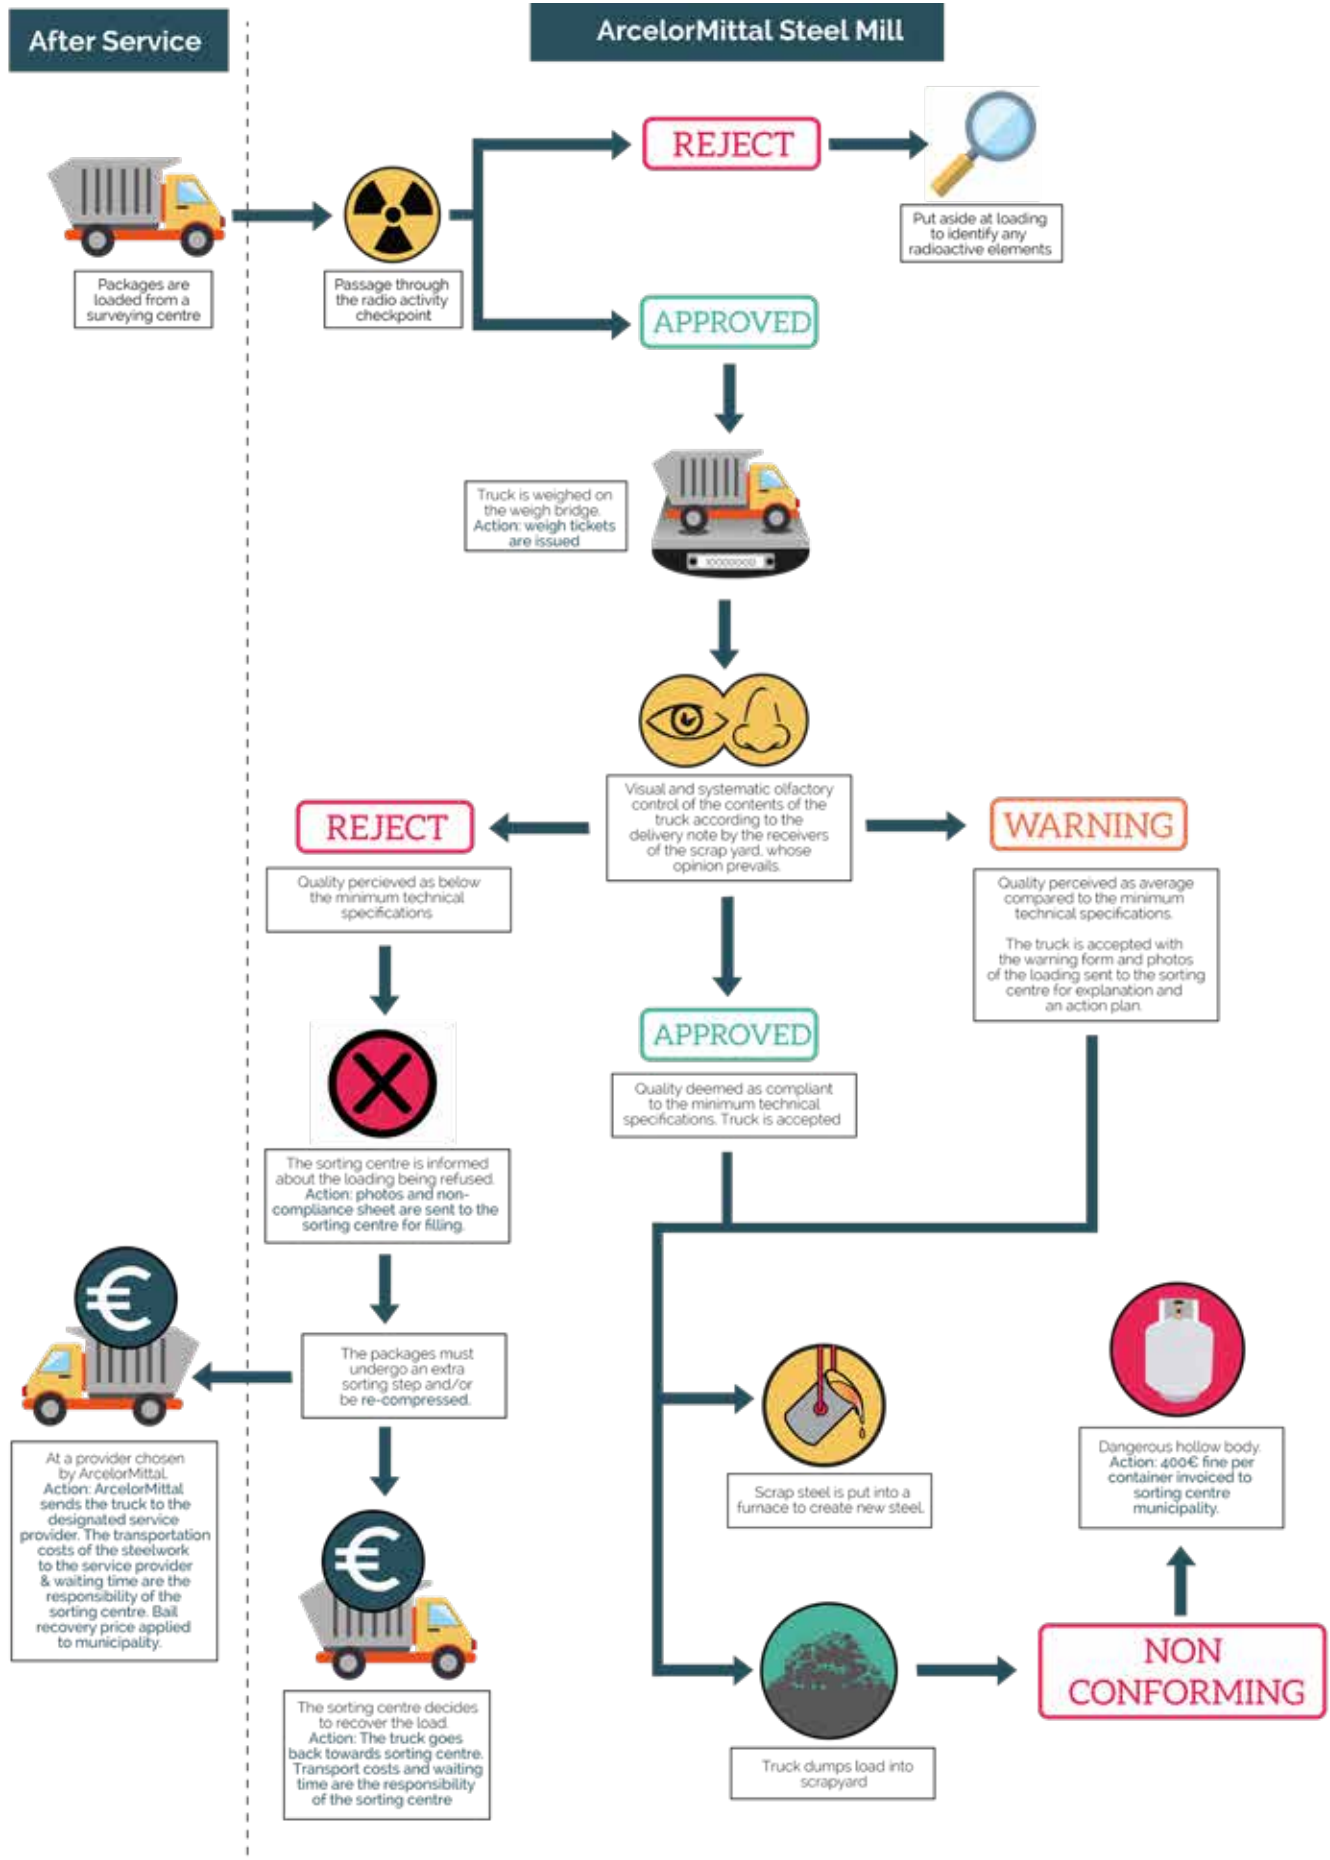 After Service
ArcelorMittal Steel Mill
REJECT
Put aside at loading
to identify any
radioactive elements
Packages are
loaded from a
surveying centre
Passage through
the radio activity
checkpoint
APPROVED
Truck is weighed on
the weigh bridge.
Action: weigh tickets
are issued
Visual and systematic olfactory
control of the contents of the
truck according to the
delivery note by the receivers
of the scrap yard, whose
opinion prevails.
REJECT
Quality percieved as below
the minimum technical
specifications
WARNING
Quality perceived as average
compared to the minimum
technical specifications.
The truck is accepted with
the warning form and photos
of the loading sent to the sorting
centre for explanation and
an action plan.
APPROVED
Quality deemed as compliant
to the minimum technical
specifications. Truck is accepted
The sorting centre is informed
about the loading being refused.
Action: photos and non-
compliance sheet are sent to the
sorting centre for filling.
The packages must
undergo an extra
sorting step and/or
be re-compressed.
At a provider chosen
by ArcelorMittal.
Action: ArcelorMittal
sends the truck to the
designated service
provider. The transportation
costs of the steelwork
to the service provider
& waiting time are the
responsibility of the
sorting centre. Bail
recovery price applied
to municipality.
The sorting centre decides
to recover the load.
Action: The truck goes
back towards sorting centre.
Transport costs and waiting
time are the responsibility
of the sorting centre
Scrap steel is put into a
furnace to create new steel.
Dangerous hollow body.
Action: 400€ fine per
container invoiced to
sorting centre
municipality.
Truck dumps load into
scrapyard
NON
CONFORMING